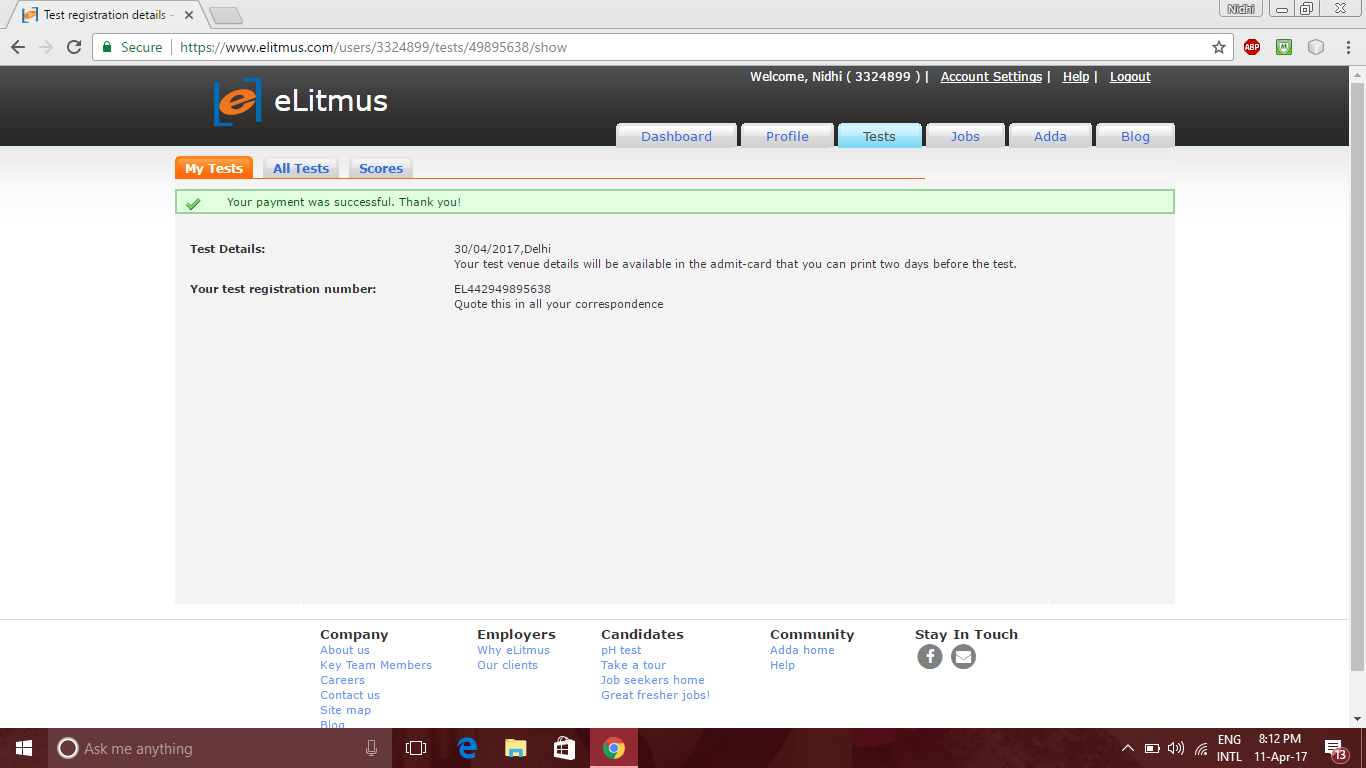 Test registration details -
Nidhi
Secure
https://www.elitmus.com/users/3324899/tests/49895638/show
ABP
Welcome, Nidhi ( 3324899 ) | Account Settings | Help | Logout
eLitmus
Dashboard Profile Tests Jobs Adda Blog
My Tests All Tests Scores
Your payment was successful. Thank you!
Test Details: 30/04/2017,Delhi
Your test venue details will be available in the admit-card that you can print two days before the test.
Your test registration number: EL442949895638
Quote this in all your correspondence
Company Employers Candidates Community Stay In Touch
About us Why eLitmus pH test Adda home
Key Team Members Our clients Take a tour Help
Careers Job seekers home
Contact us Great fresher jobs!
Site map
Blog
Ask me anything
ENG 8:12 PM
INTL 11-Apr-17
13